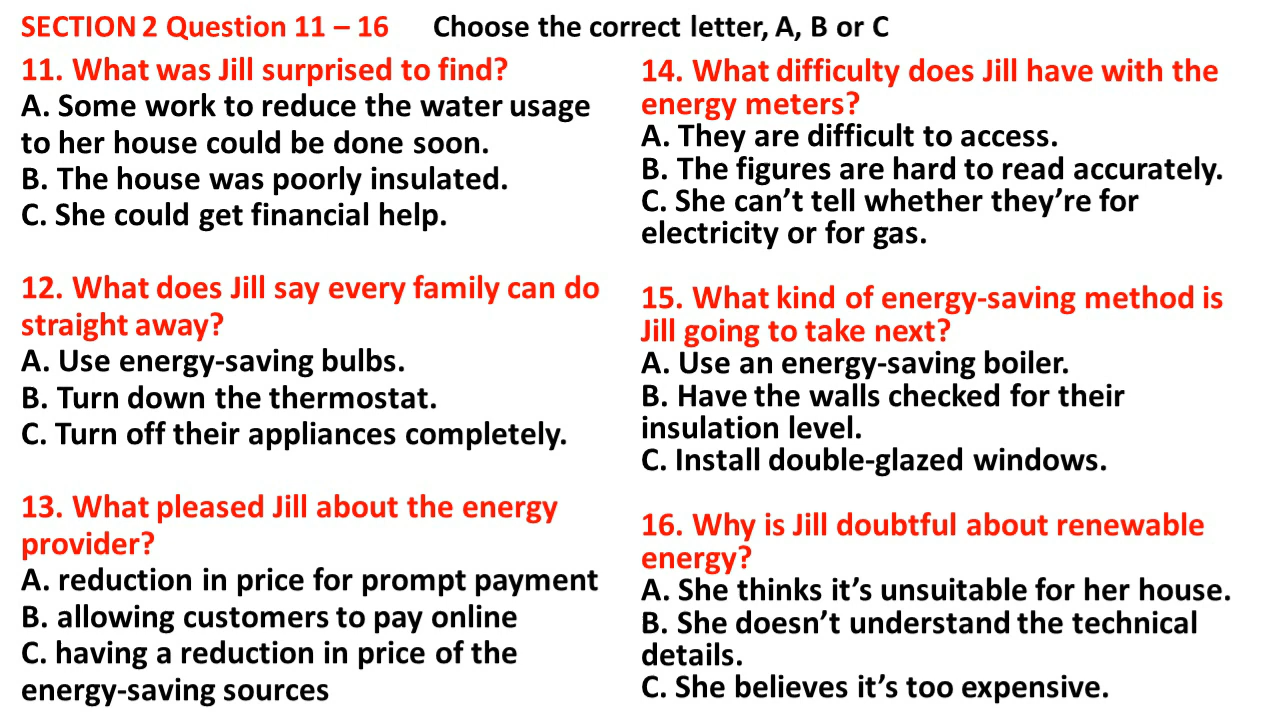 SECTION 2 Question 11 – 16 Choose the correct letter, A, B or C
11. What was Jill surprised to find?
A. Some work to reduce the water usage
to her house could be done soon.
B. The house was poorly insulated.
C. She could get financial help.
12. What does Jill say every family can do
straight away?
A. Use energy-saving bulbs.
B. Turn down the thermostat.
C. Turn off their appliances completely.
13. What pleased Jill about the energy
provider?
A. reduction in price for prompt payment
B. allowing customers to pay online
C. having a reduction in price of the
energy-saving sources
14. What difficulty does Jill have with the
energy meters?
A. They are difficult to access.
B. The figures are hard to read accurately.
C. She can’t tell whether they’re for
electricity or for gas.
15. What kind of energy-saving method is
Jill going to take next?
A. Use an energy-saving boiler.
B. Have the walls checked for their
insulation level.
C. Install double-glazed windows.
16. Why is Jill doubtful about renewable
energy?
A. She thinks it’s unsuitable for her house.
B. She doesn’t understand the technical
details.
C. She believes it’s too expensive.